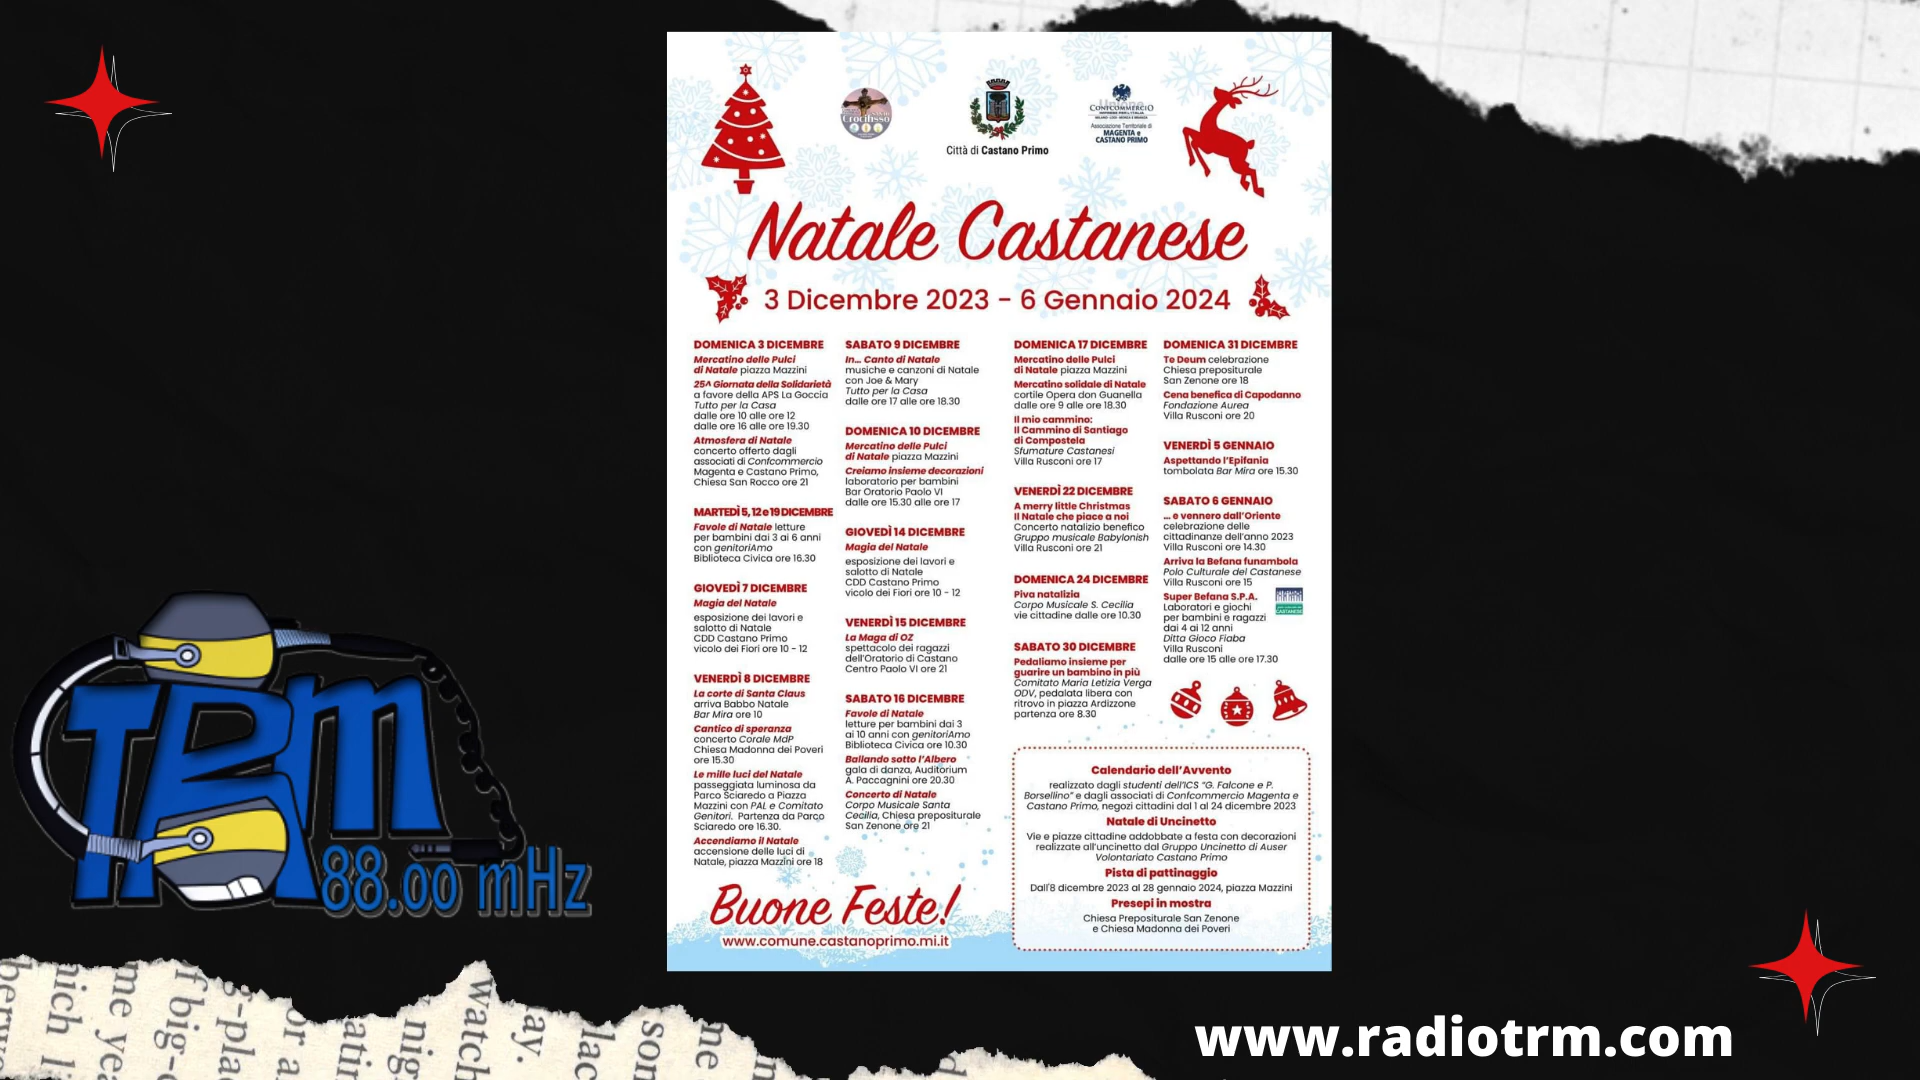 Crocifisso
Città di Castano Primo
CONFCOMMERCIO
Associazione Territoriale di
MAGENTA e
CASTANO PRIMO
Natale Castanese
3 Dicembre 2023 - 6 Gennaio 2024
DOMENICA 3 DICEMBRE
Mercatino delle Pulci
di Natale piazza Mazzini
25^ Giornata della Solidarietà
a favore della APS La Goccia
Tutto per la Casa
dalle ore 10 alle ore 12
dalle ore 16 alle ore 19.30
Atmosfera di Natale
concerto offerto dagli
associati di Confcommercio
Magenta e Castano Primo,
Chiesa San Rocco ore 21
MARTEDÌ 5, 12 e 19 DICEMBRE
Favole di Natale letture
per bambini dai 3 ai 6 anni
con genitoriAmo
Biblioteca Civica ore 16.30
GIOVEDÌ 7 DICEMBRE
Magia del Natale
esposizione dei lavori e
salotto di Natale
CDD Castano Primo
vicolo dei Fiori ore 10 - 12
VENERDÌ 8 DICEMBRE
La corte di Santa Claus
arriva Babbo Natale
Bar Mira ore 10
Cantico di speranza
concerto Corale MdP
Chiesa Madonna dei Poveri
ore 15.30
Le mille luci del Natale
passeggiata luminosa da
Parco Sciaredo a Piazza
Mazzini con PAL e Comitato
Genitori. Partenza da Parco
Sciaredo ore 16.30.
Accendiamo il Natale
accensione delle luci di
Natale, piazza Mazzini ore 18
SABATO 9 DICEMBRE
In... Canto di Natale
musiche e canzoni di Natale
con Joe & Mary
Tutto per la Casa
dalle ore 17 alle ore 18.30
DOMENICA 10 DICEMBRE
Mercatino delle Pulci
di Natale piazza Mazzini
Creiamo insieme decorazioni
laboratorio per bambini
Bar Oratorio Paolo VI
dalle ore 15.30 alle ore 17
GIOVEDÌ 14 DICEMBRE
Magia del Natale
esposizione dei lavori e
salotto di Natale
CDD Castano Primo
vicolo dei Fiori ore 10 - 12
VENERDÌ 15 DICEMBRE
La Maga di OZ
spettacolo dei ragazzi
dell'Oratorio di Castano
Centro Paolo VI ore 21
SABATO 16 DICEMBRE
Favole di Natale
letture per bambini dai 3
ai 10 anni con genitoriAmo
Biblioteca Civica ore 10.30
Ballando sotto l'Albero
gala di danza, Auditorium
A. Paccagnini ore 20.30
Concerto di Natale
Corpo Musicale Santa
Cecilia, Chiesa prepositurale
San Zenone ore 21
DOMENICA 17 DICEMBRE
Mercatino delle Pulci
di Natale piazza Mazzini
Mercatino solidale di Natale
cortile Opera don Guanella
dalle ore 9 alle ore 18.30
Il mio cammino:
Il Cammino di Santiago
di Compostela
Sfumature Castanesi
Villa Rusconi ore 17
VENERDÌ 22 DICEMBRE
A merry little Christmas
Il Natale che piace a noi
Concerto natalizio benefico
Gruppo musicale Babylonish
Villa Rusconi ore 21
DOMENICA 24 DICEMBRE
Piva natalizia
Corpo Musicale S. Cecilia
vie cittadine dalle ore 10.30
SABATO 30 DICEMBRE
Pedaliamo insieme per
guarire un bambino in più
Comitato Maria Letizia Verga
ODV, pedalata libera con
ritrovo in piazza Ardizzone
partenza ore 8.30
DOMENICA 31 DICEMBRE
Te Deum celebrazione
Chiesa prepositurale
San Zenone ore 18
Cena benefica di Capodanno
Fondazione Aurea
Villa Rusconi ore 20
VENERDÌ 5 GENNAIO
Aspettando l'Epifania
tombolata Bar Mira ore 15.30
SABATO 6 GENNAIO
... e vennero dall'Oriente
celebrazione delle
cittadinanze dell'anno 2023
Villa Rusconi ore 14.30
Arriva la Befana funambola
Polo Culturale del Castanese
Villa Rusconi ore 15
Super Befana S.P.A.
Laboratori e giochi
per bambini e ragazzi
dai 4 ai 12 anni
Ditta Gioco Fiaba
Villa Rusconi
dalle ore 15 alle ore 17.30
CASTANESE
Calendario dell'Avvento
realizzato dagli studenti dell'ICS "G. Falcone e P.
Borsellino" e dagli associati di Confcommercio Magenta e
Castano Primo, negozi cittadini dal 1 al 24 dicembre 2023
Natale di Uncinetto
Vie e piazze cittadine addobbate a festa con decorazioni
realizzate all'uncinetto dal Gruppo Uncinetto di Auser
Volontariato Castano Primo
Pista di pattinaggio
Dall'8 dicembre 2023 al 28 gennaio 2024, piazza Mazzini
Presepi in mostra
Chiesa Prepositurale San Zenone
e Chiesa Madonna dei Poveri
Buone Feste!
www.comune.castanoprimo.mi.it
TRm
88.00 mHz
hich
me yea
f big-c
g-plac
or a
atin
nig
watch
ay.
lac
son
me
www.radiotrm.com